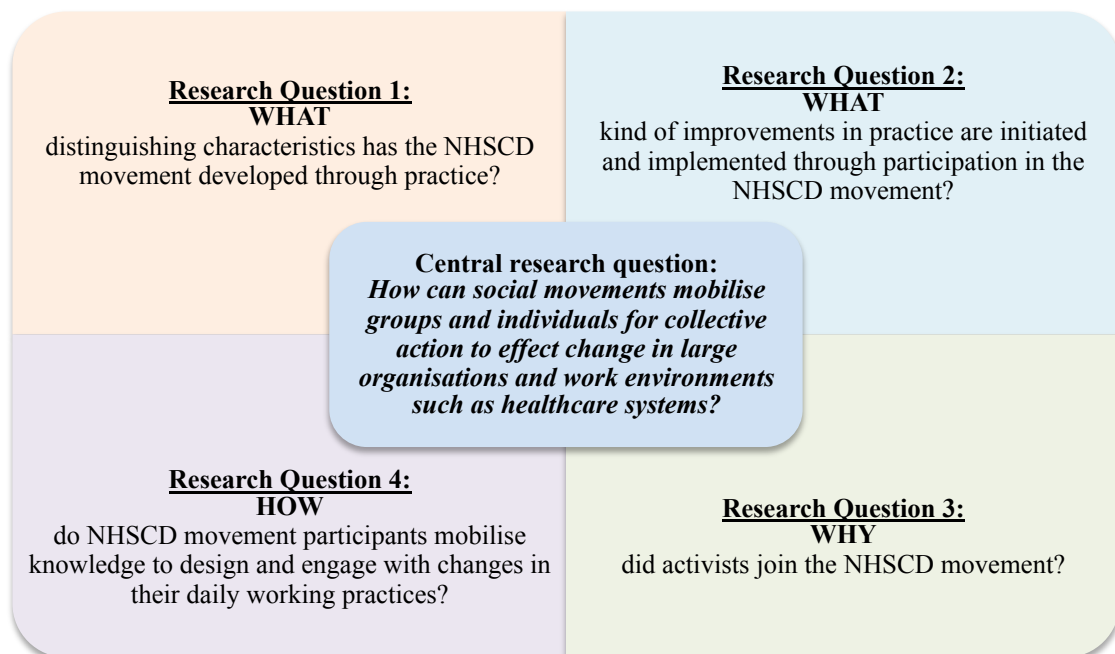 Research Question 1:
WHAT
distinguishing characteristics has the NHSCD
movement developed through practice?
Research Question 2:
WHAT
kind of improvements in practice are initiated
and implemented through participation in the
NHSCD movement?
Central research question:
How can social movements mobilise
groups and individuals for collective
action to effect change in large
organisations and work environments
such as healthcare systems?
Research Question 4:
HOW
do NHSCD movement participants mobilise
knowledge to design and engage with changes in
their daily working practices?
Research Question 3:
WHY
did activists join the NHSCD movement?